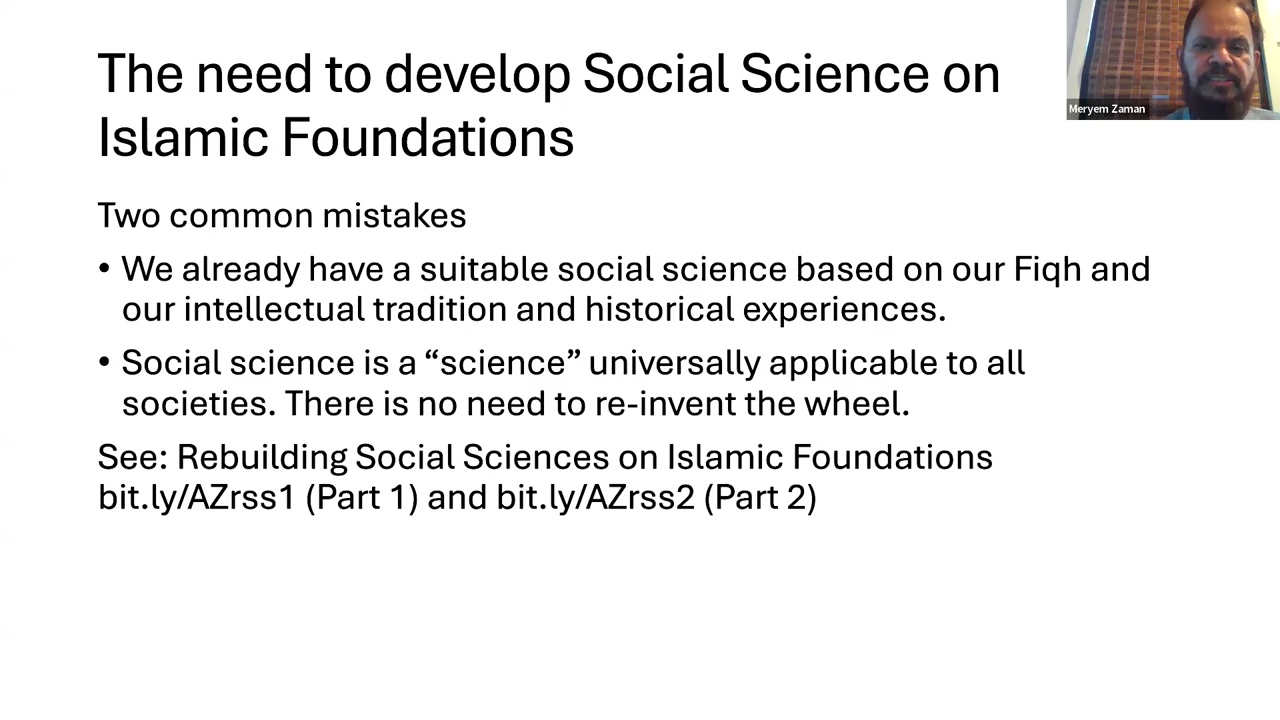 The need to develop Social Science on
Islamic Foundations
Meryem Zaman
Two common mistakes
• We already have a suitable social science based on our Fiqh and
our intellectual tradition and historical experiences.
• Social science is a “science” universally applicable to all
societies. There is no need to re-invent the wheel.
See: Rebuilding Social Sciences on Islamic Foundations
bit.ly/AZrss1 (Part 1) and bit.ly/AZrss2 (Part 2)